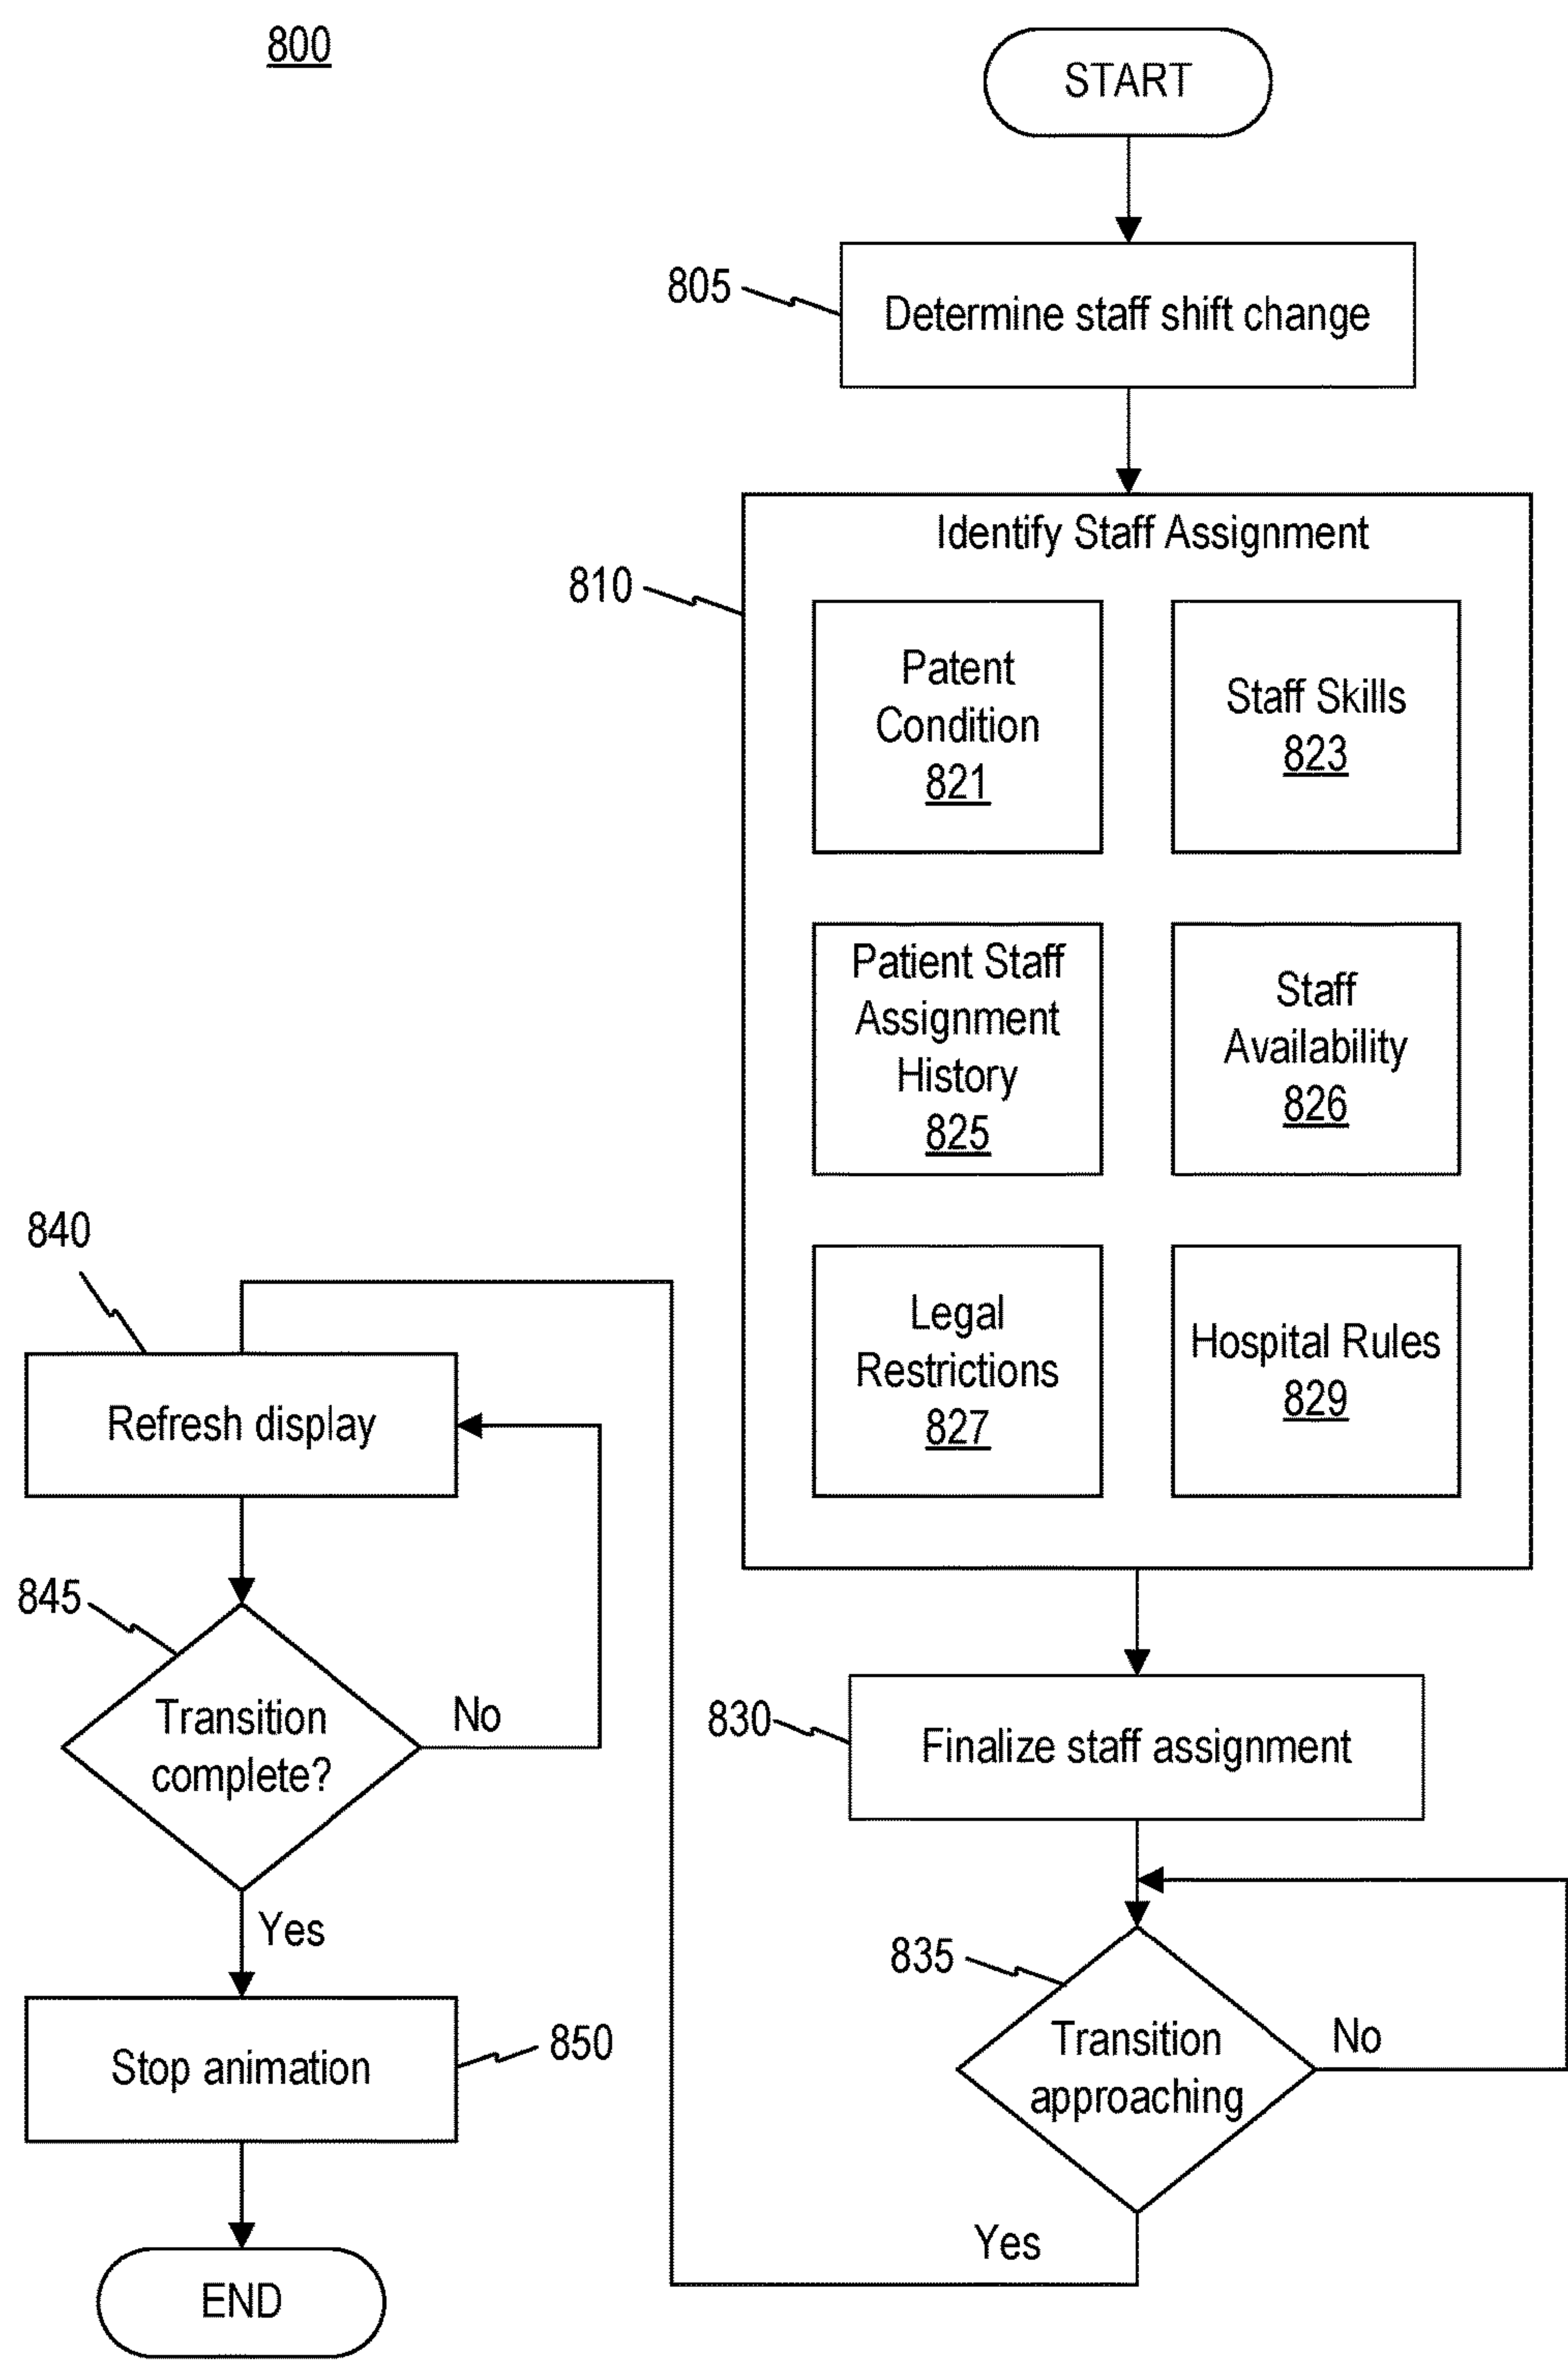 800
START
805
Determine staff shift change
810
Identify Staff Assignment
Patent
Condition
821
Staff Skills
823
Patient Staff
Assignment
History
825
Staff
Availability
826
Legal
Restrictions
827
Hospital Rules
829
830
Finalize staff assignment
835
Transition
approaching
No
Yes
840
Refresh display
845
Transition
complete?
No
Yes
Stop animation
850
END